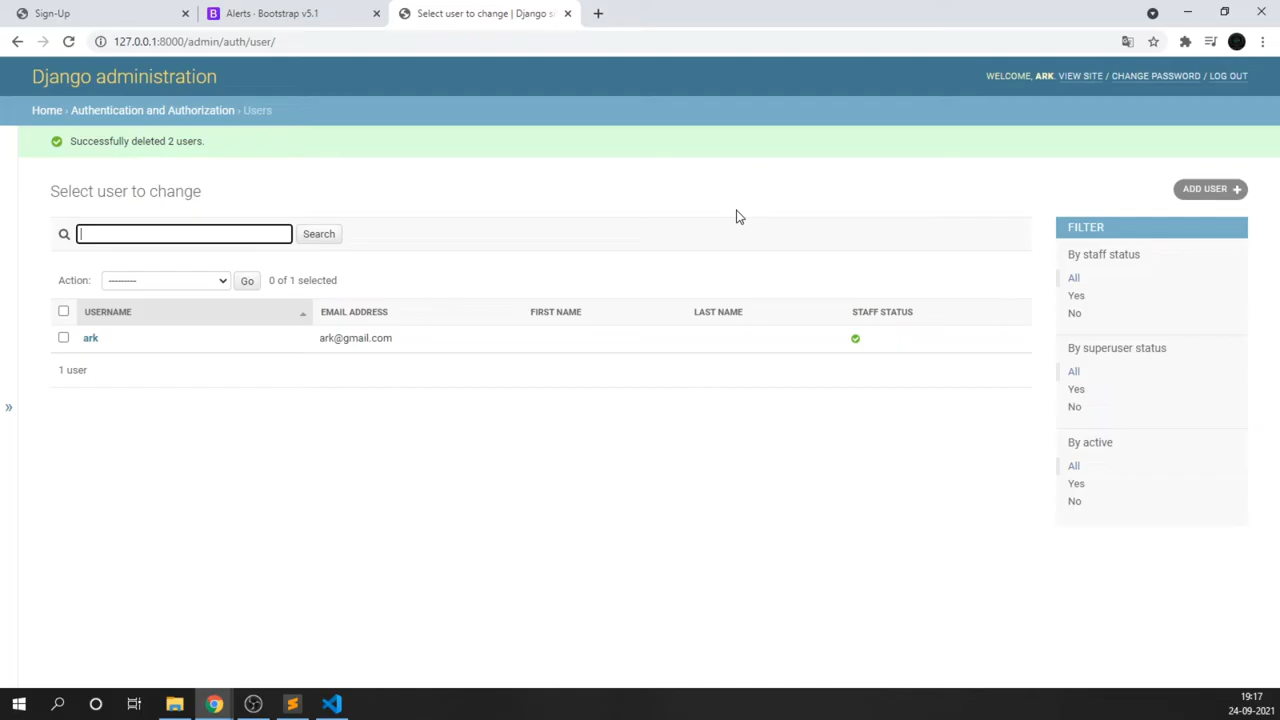 Sign-Up
Alerts · Bootstrap v5.1
Select user to change | Django s
127.0.0.1:8000/admin/auth/user/
Django administration
WELCOME, ARK. VIEW SITE / CHANGE PASSWORD / LOG OUT
Home › Authentication and Authorization › Users
Successfully deleted 2 users.
Select user to change
ADD USER +
Search
FILTER
By staff status
All
Yes
No
By superuser status
All
Yes
No
By active
All
Yes
No
Action: --------- Go 0 of 1 selected
USERNAME EMAIL ADDRESS FIRST NAME LAST NAME STAFF STATUS
ark ark@gmail.com
1 user
»
19:17
24-09-2021